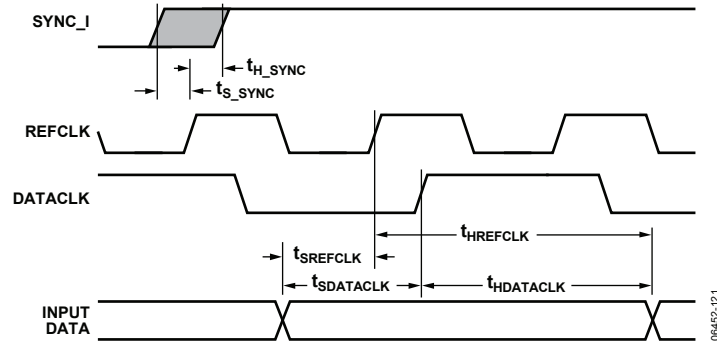 SYNC_I
tH_SYNC
tS_SYNC
REFCLK
DATACLK
tHREFCLK
tSREFCLK
tSDATACLK
tHDATACLK
INPUT
DATA
06452-121